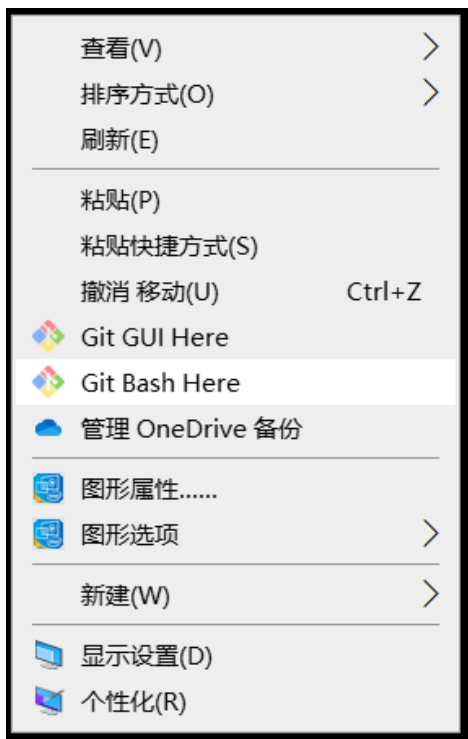 查看(V)
排序方式(O)
刷新(E)
粘贴(P)
粘贴快捷方式(S)
撤消 移动(U) Ctrl+Z
Git GUI Here
Git Bash Here
管理 OneDrive 备份
图形属性......
图形选项
新建(W)
显示设置(D)
个性化(R)